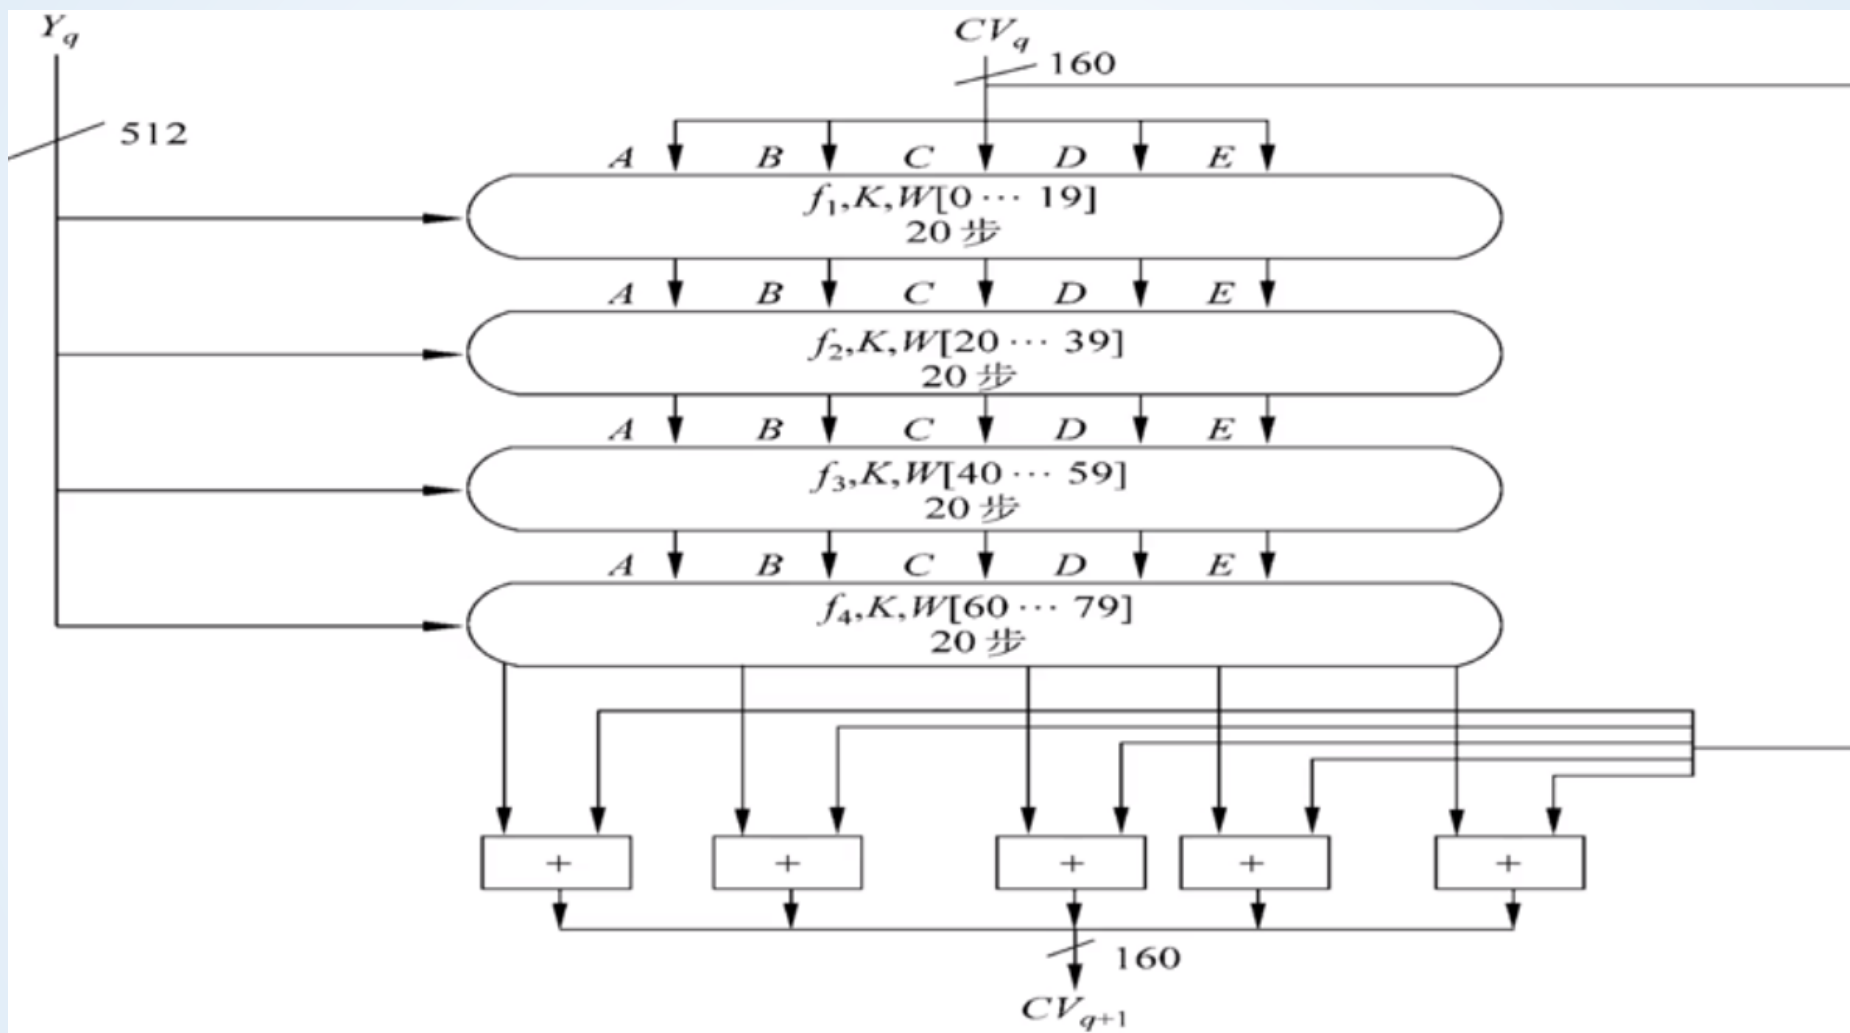 Yq
CVq
160
512
A B C D E
f1,K,W[0 ··· 19]
20 步
A B C D E
f2,K,W[20 ··· 39]
20 步
A B C D E
f3,K,W[40 ··· 59]
20 步
A B C D E
f4,K,W[60 ··· 79]
20 步
+ + + + +
160
CVq+1